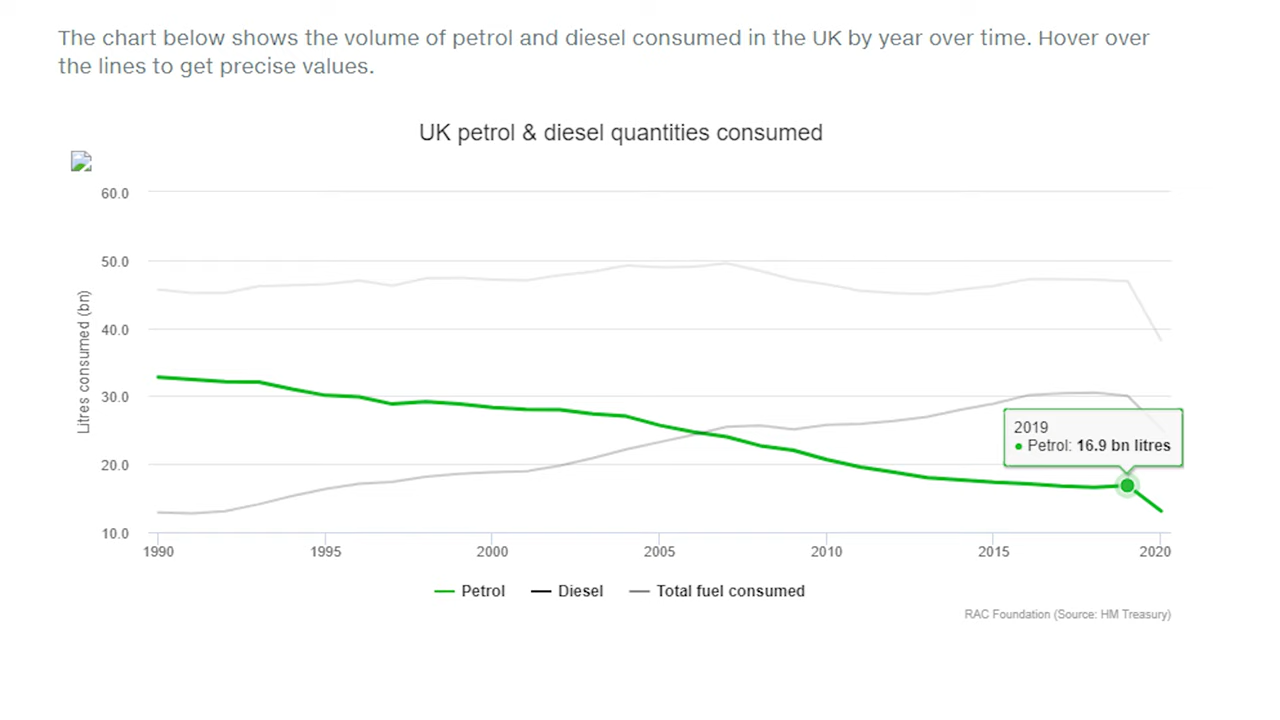 The chart below shows the volume of petrol and diesel consumed in the UK by year over time. Hover over
the lines to get precise values.
UK petrol & diesel quantities consumed
60.0
50.0
40.0
30.0
20.0
10.0
Litres consumed (bn)
2019
Petrol: 16.9 bn litres
1990 1995 2000 2005 2010 2015 2020
Petrol Diesel Total fuel consumed
RAC Foundation (Source: HM Treasury)